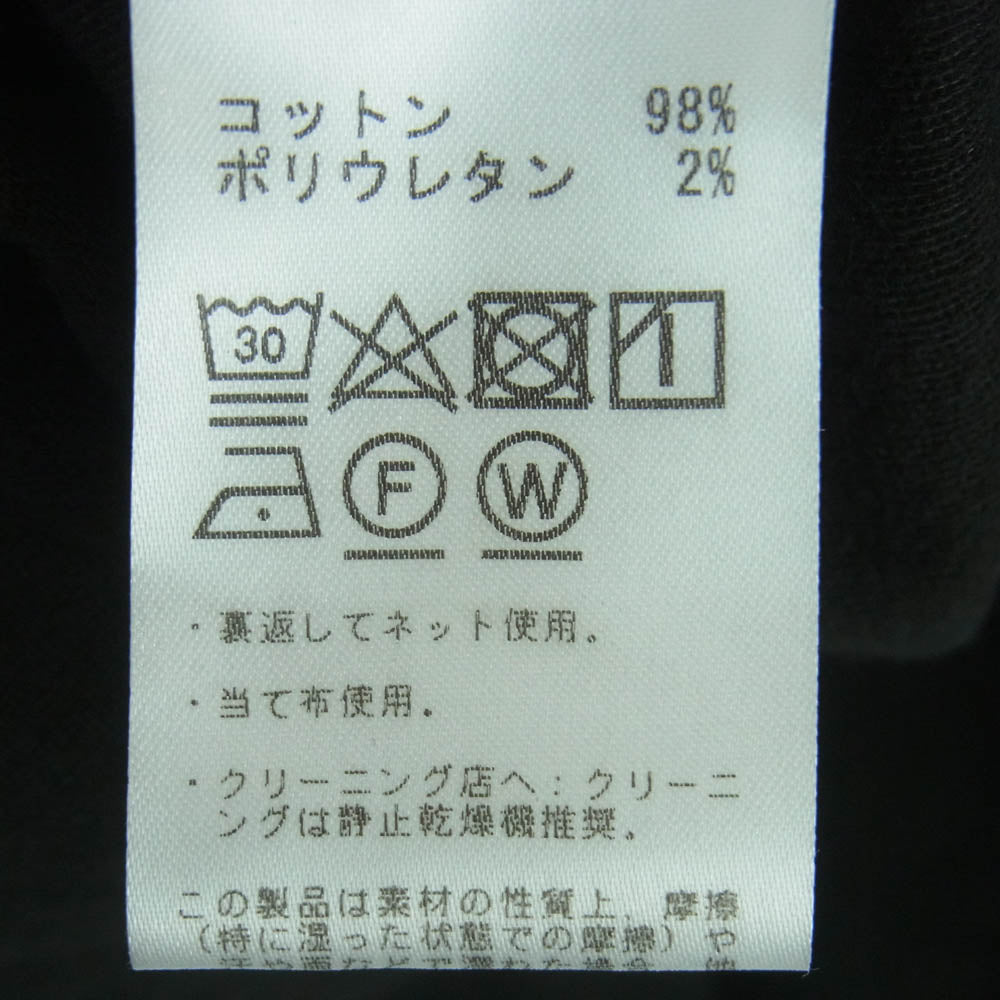 コットン 98%
ポリウレタン 2%
30
F W
・裏返してネット使用。
・当て布使用.
・クリーニング店へ:クリーニ
ングは静止乾燥機推奨.
この製品は素材の性質上,摩擦
(特に湿った状態での摩擦)や